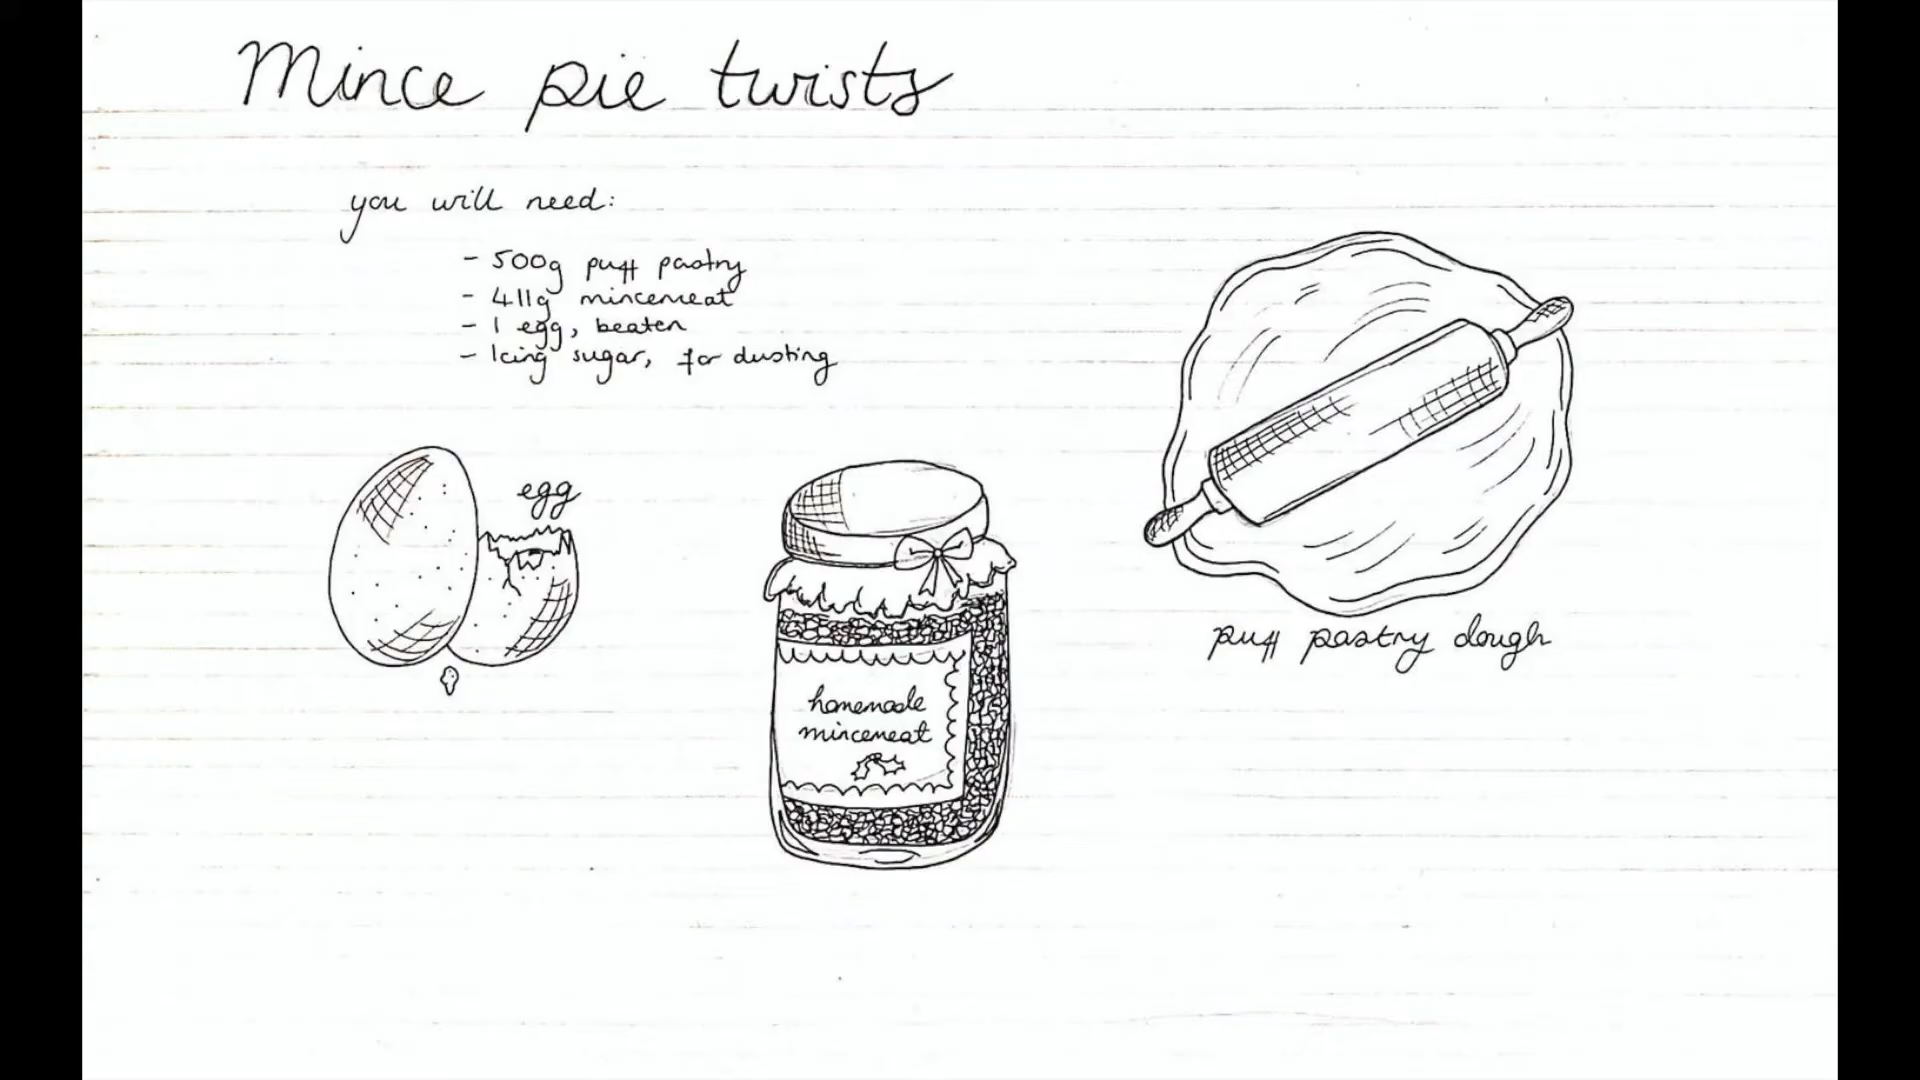 Mince pie twists
you will need:
- 500g puff pastry
- 411g mincemeat
- 1 egg, beaten
- Icing sugar, for dusting
egg
homemade
mincemeat
puff pastry dough